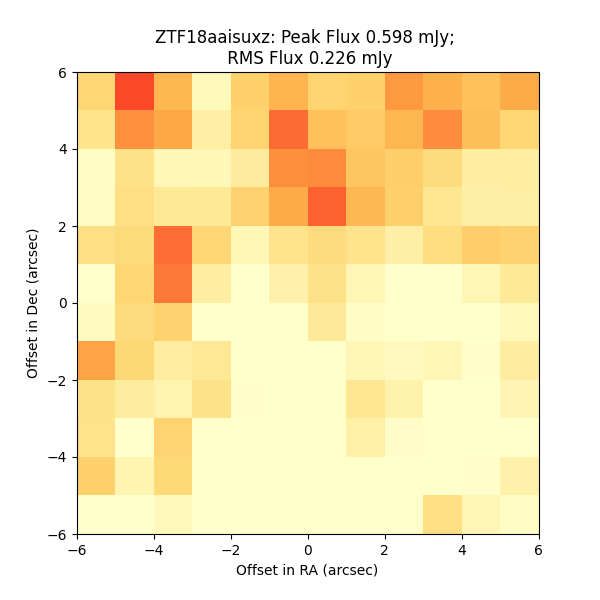 ZTF18aaisuxz: Peak Flux 0.598 mJy;
RMS Flux 0.226 mJy
6
4
2
0
−2
−4
−6
Offset in Dec (arcsec)
−6 −4 −2 0 2 4 6
Offset in RA (arcsec)